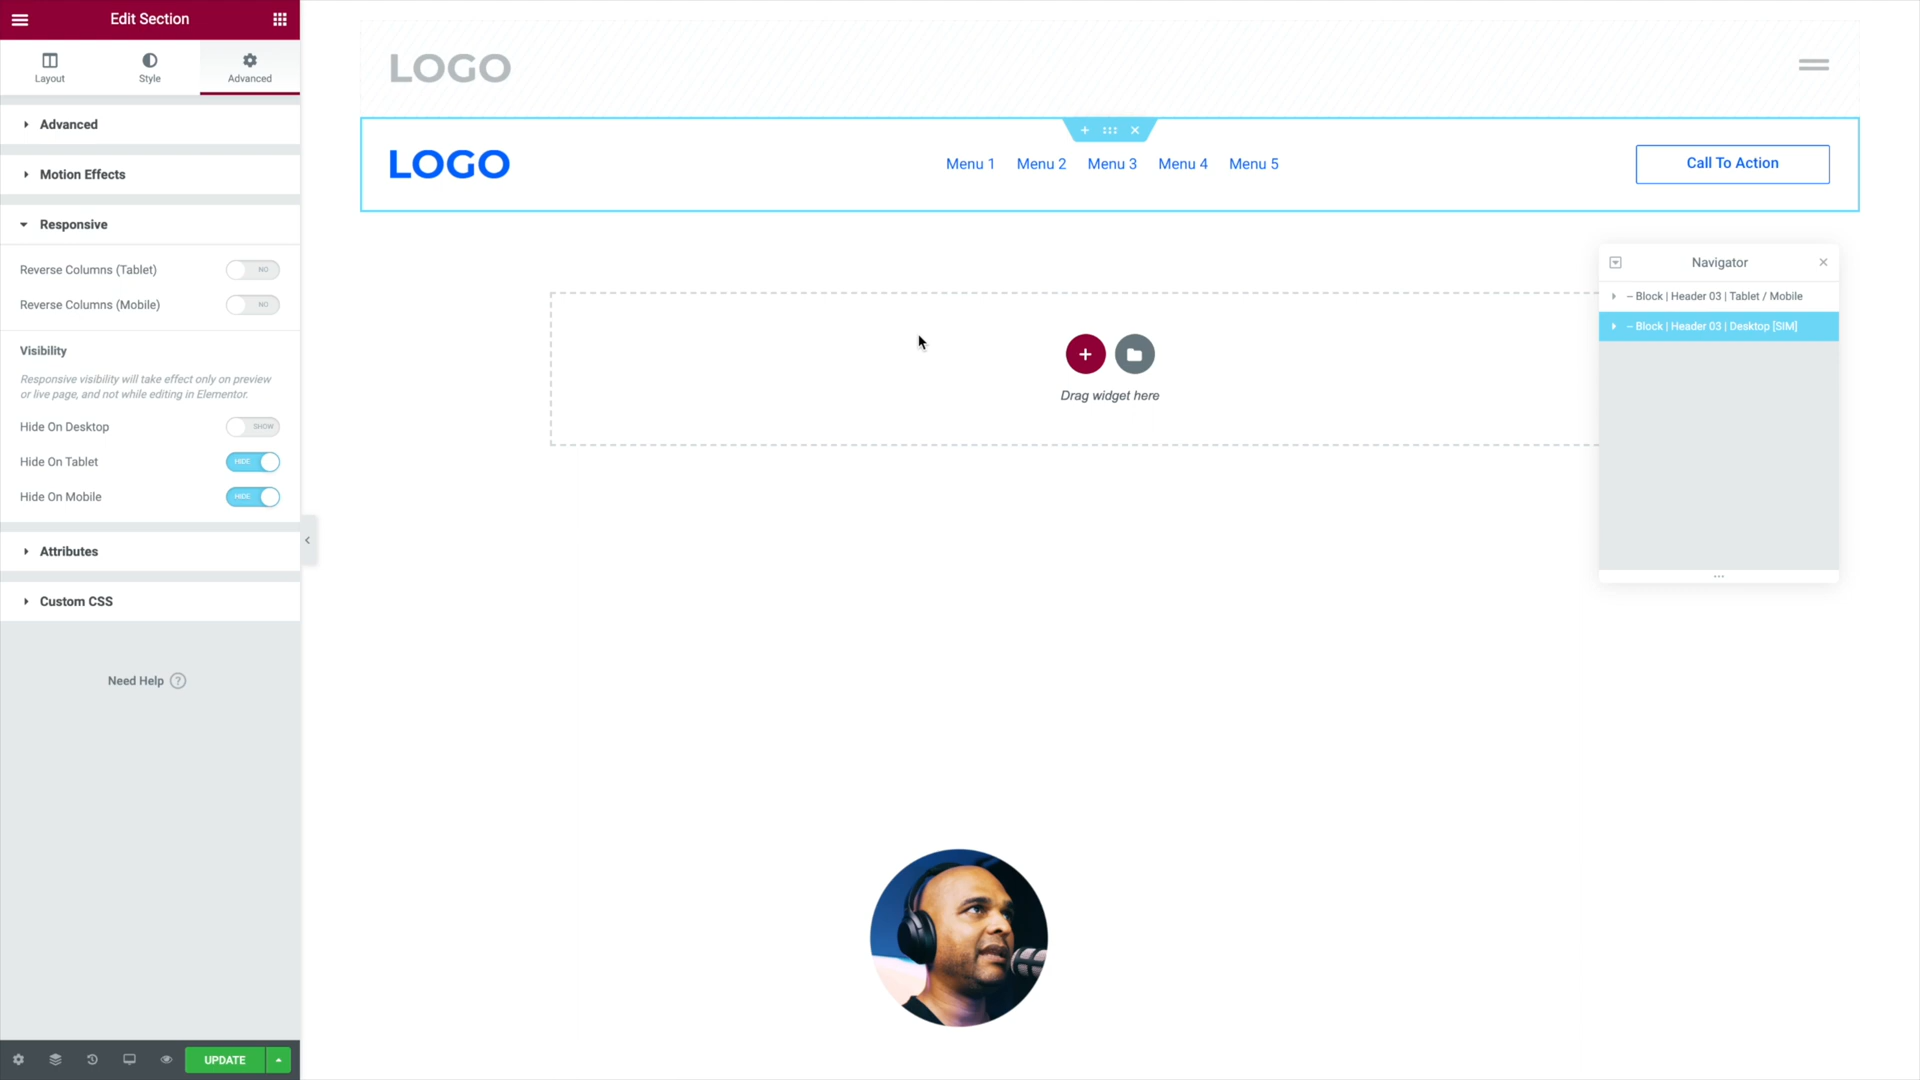 Edit Section
Layout
Style
Advanced
Advanced
Motion Effects
Responsive
Reverse Columns (Tablet)
NO
Reverse Columns (Mobile)
NO
Visibility
Responsive visibility will take effect only on preview
or live page, and not while editing in Elementor.
Hide On Desktop
SHOW
Hide On Tablet
HIDE
Hide On Mobile
HIDE
Attributes
Custom CSS
Need Help ?
UPDATE
LOGO
LOGO
Menu 1 Menu 2 Menu 3 Menu 4 Menu 5
Call To Action
Drag widget here
Navigator
– Block | Header 03 | Tablet / Mobile
– Block | Header 03 | Desktop [SIM]